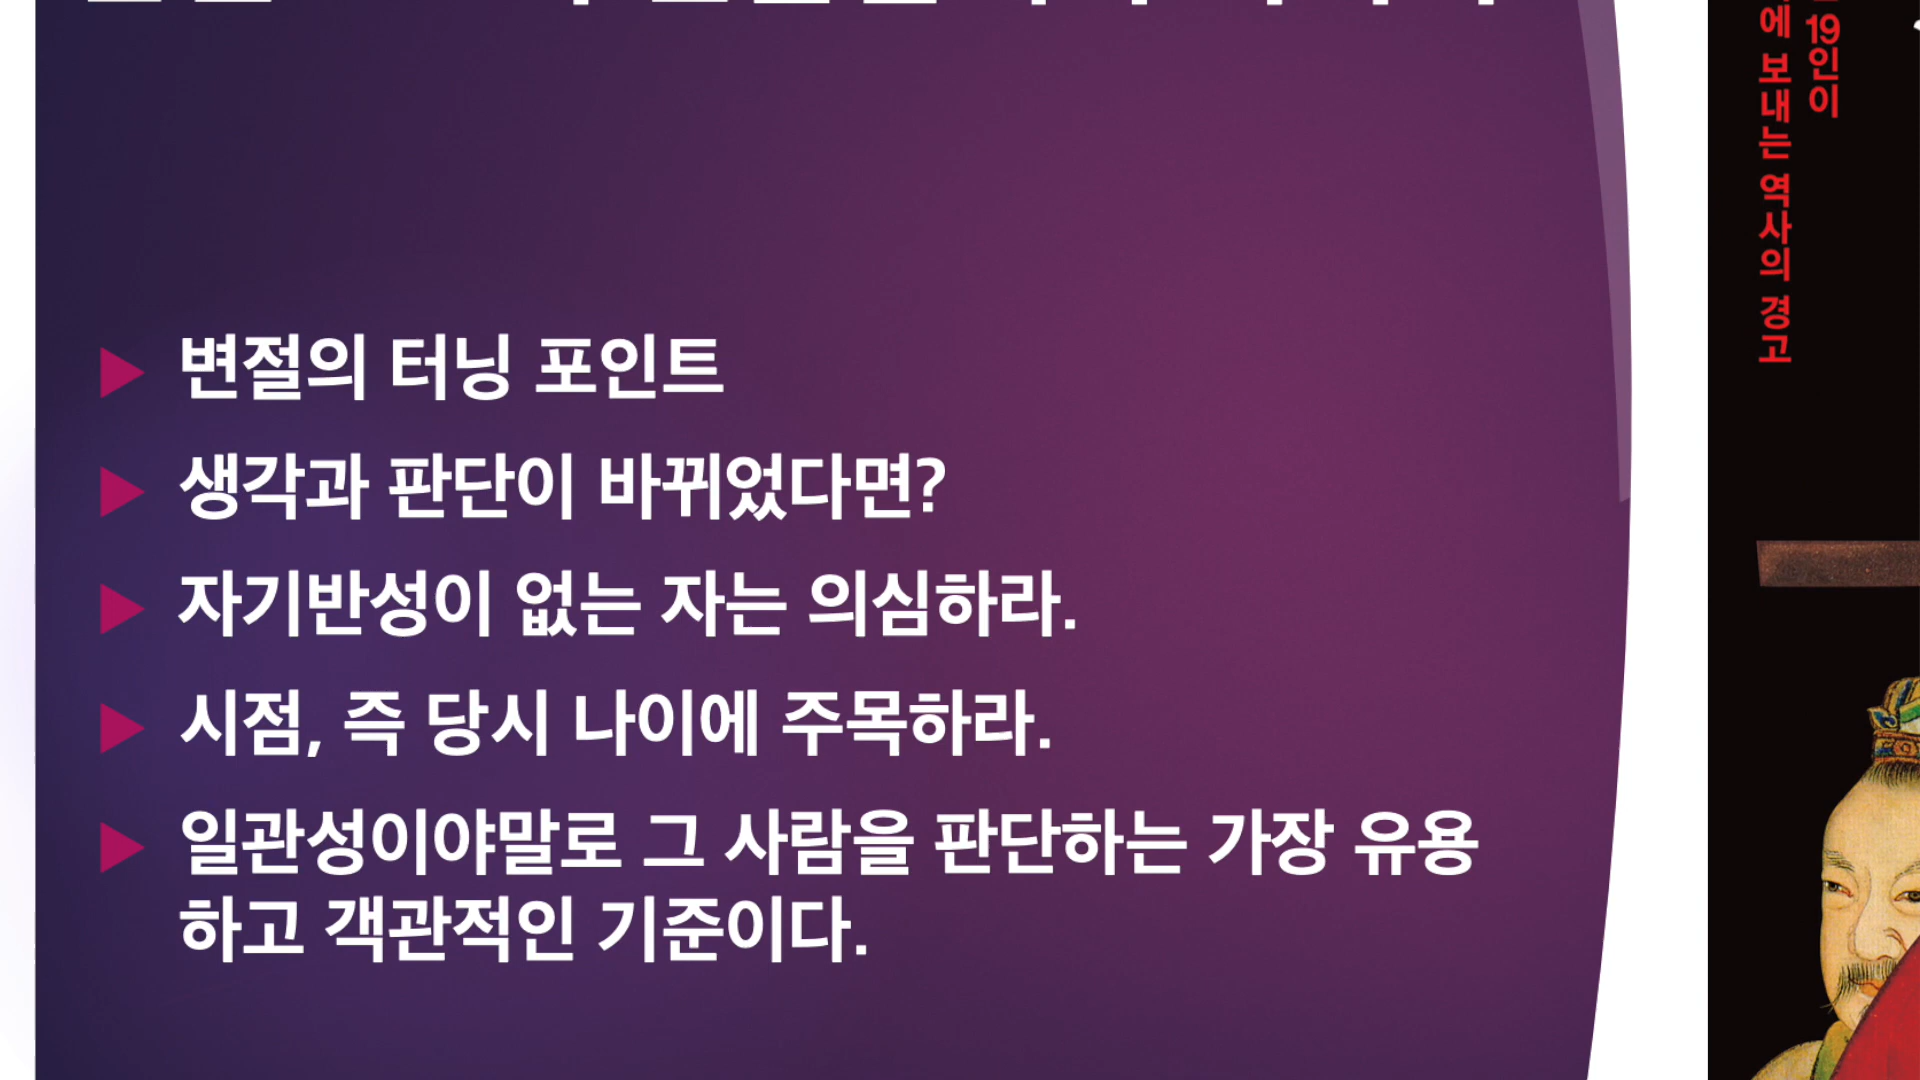 변절의 터닝 포인트
생각과 판단이 바뀌었다면?
자기반성이 없는 자는 의심하라.
시점, 즉 당시 나이에 주목하라.
일관성이야말로 그 사람을 판단하는 가장 유용
하고 객관적인 기준이다.
19인이
에 보내는 역사의 경고